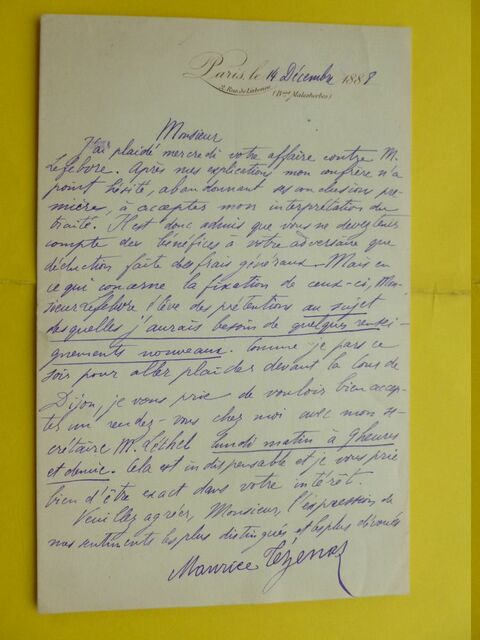 Paris, le 14 Décembre 1888
2, Rue de Lisbonne (Bard Malesherbes)
Monsieur
J'ai plaidé mercredi votre affaire contre M.
Lefebvre. Après mes explications mon confrère n'a
point hésité, abandonnant ses conclusions pre-
mières, à accepter mon interprétation du
traité. Il est donc admis que vous ne devez tenir
compte des bénéfices à votre adversaire que
déduction faite des frais généraux. Mais en
ce qui concerne la fixation de ceux-ci, Mon-
sieur Lefebvre élève des prétentions au sujet
desquelles j'aurais besoin de quelques rensei-
gnements nouveaux. Comme je pars ce
soir pour aller plaider devant la Cour de
Dijon, je vous prie de vouloir bien accep-
ter un rendez-vous chez moi avec mon se-
crétaire M. Léchel lundi matin à 9 heures
et demie. Cela est indispensable et je vous prie
bien d'être exact dans votre intérêt.
Veuillez agréer, Monsieur, l'expression de
mes sentiments les plus distingués et les plus dévoués
Maurice Tézenas